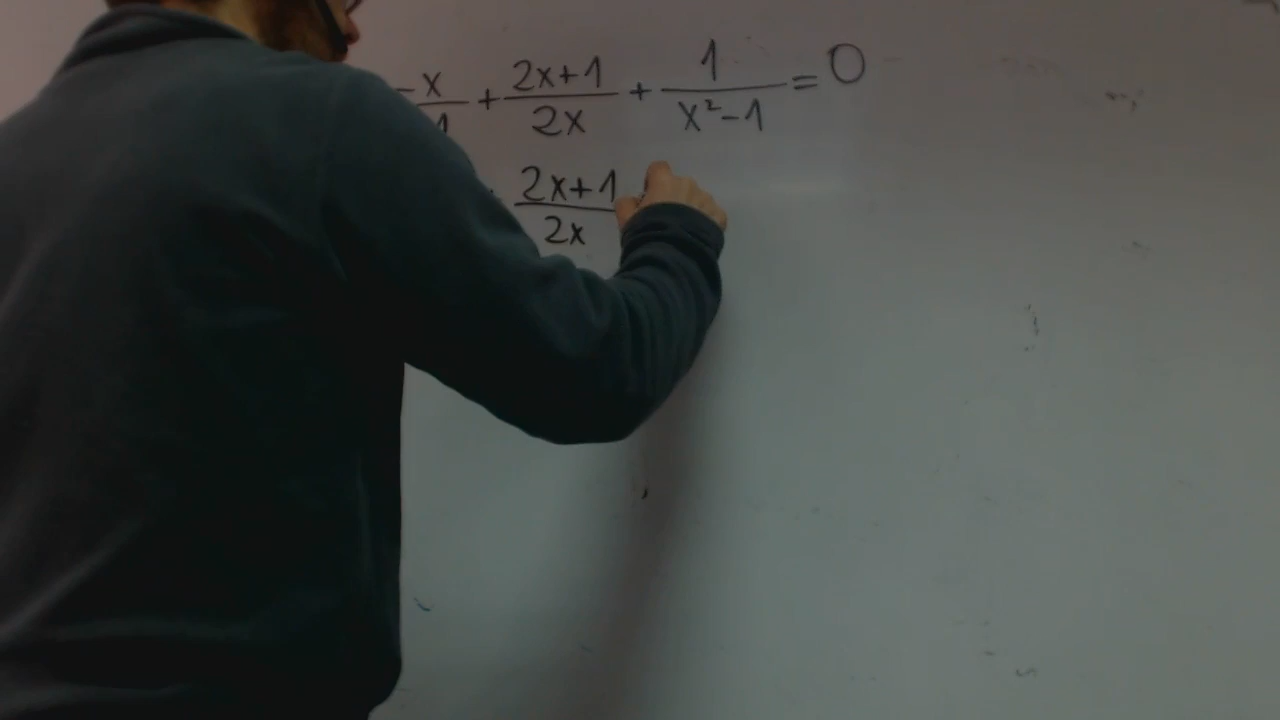 -x/1 + 2x+1/2x + 1/x²-1 = 0
2x+1/2x